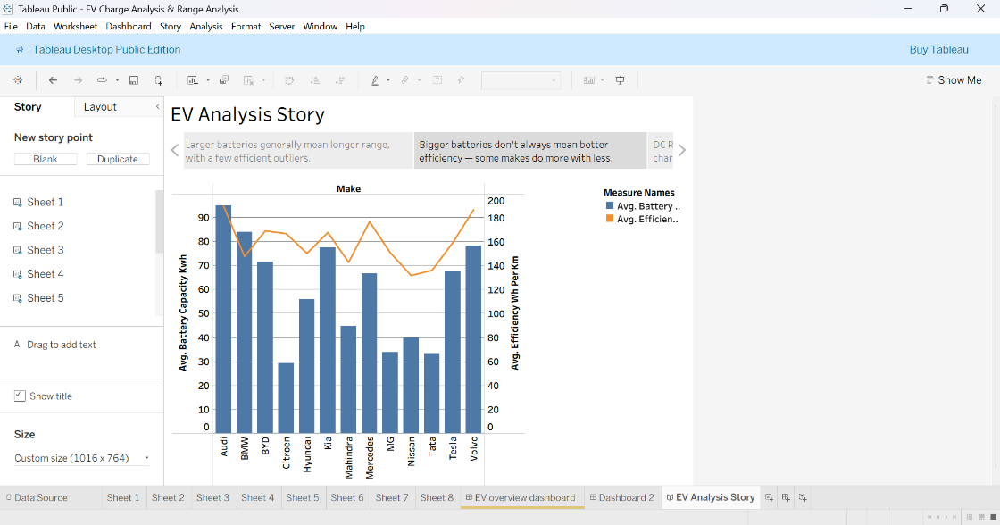 Tableau Public - EV Charge Analysis & Range Analysis
File Data Worksheet Dashboard Story Analysis Format Server Window Help
Tableau Desktop Public Edition
Buy Tableau
Show Me
Story
Layout
New story point
Blank
Duplicate
Sheet 1
Sheet 2
Sheet 3
Sheet 4
Sheet 5
A Drag to add text
Show title
Size
Custom size (1016 x 764)
EV Analysis Story
Larger batteries generally mean longer range,
with a few efficient outliers.
Bigger batteries don't always mean better
efficiency — some makes do more with less.
DC R
char
Make
Avg. Battery Capacity Kwh
90
80
70
60
50
40
30
20
10
0
200
180
160
140
120
100
80
60
40
20
0
Avg. Efficiency Wh Per Km
Audi
BMW
BYD
Citroen
Hyundai
Kia
Mahindra
Mercedes
MG
Nissan
Tata
Tesla
Volvo
Measure Names
Avg. Battery ..
Avg. Efficien..
Data Source
Sheet 1
Sheet 2
Sheet 3
Sheet 4
Sheet 5
Sheet 6
Sheet 7
Sheet 8
EV overview dashboard
Dashboard 2
EV Analysis Story